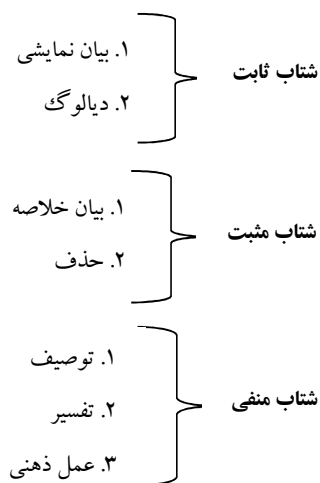 شتاب ثابت
۱. بیان نمایشی
۲. دیالوگ
شتاب مثبت
۱. بیان خلاصه
۲. حذف
شتاب منفی
۱. توصیف
۲. تفسیر
۳. عمل ذهنی